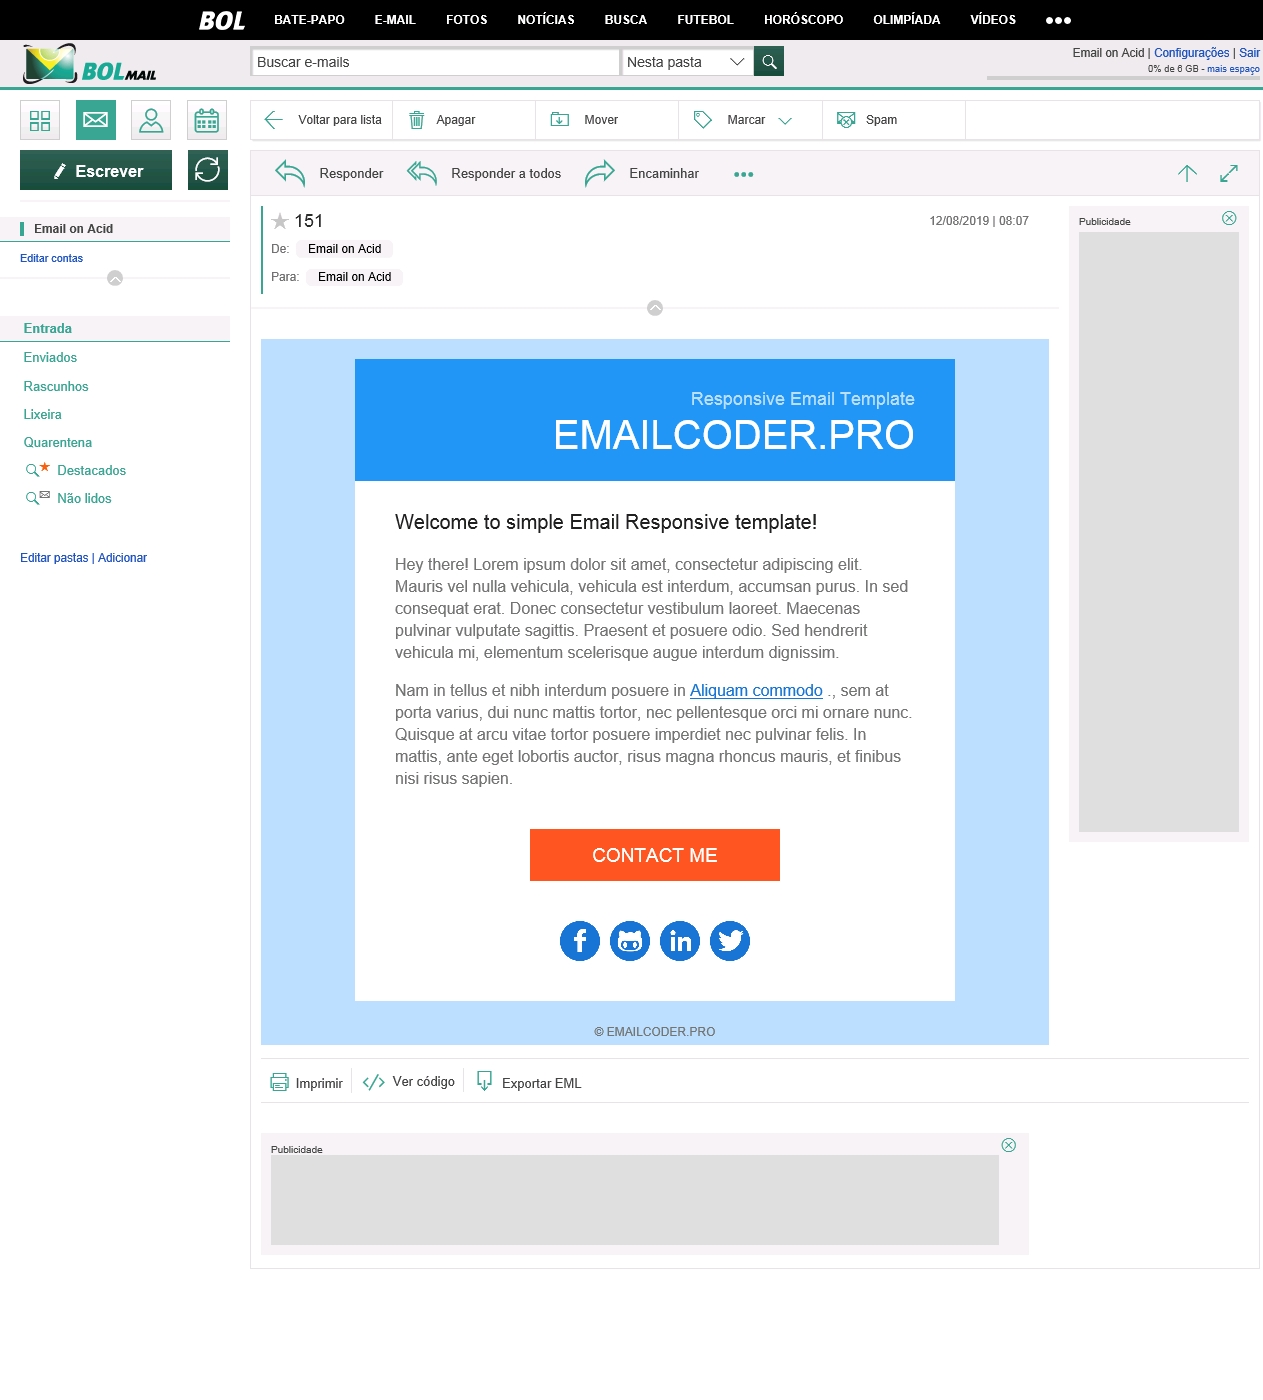 BOL BATE-PAPO E-MAIL FOTOS NOTÍCIAS BUSCA FUTEBOL HORÓSCOPO OLIMPÍADA VÍDEOS
BOL MAIL
Buscar e-mails
Nesta pasta
Email on Acid | Configurações | Sair
0% de 6 GB - mais espaço
Voltar para lista Apagar Mover Marcar Spam
Escrever
Responder Responder a todos Encaminhar
Email on Acid
Editar contas
Entrada
Enviados
Rascunhos
Lixeira
Quarentena
Destacados
Não lidos
Editar pastas | Adicionar
151
12/08/2019 | 08:07
De: Email on Acid
Para: Email on Acid
Publicidade
Responsive Email Template
EMAILCODER.PRO
Welcome to simple Email Responsive template!
Hey there! Lorem ipsum dolor sit amet, consectetur adipiscing elit.
Mauris vel nulla vehicula, vehicula est interdum, accumsan purus. In sed
consequat erat. Donec consectetur vestibulum laoreet. Maecenas
pulvinar vulputate sagittis. Praesent et posuere odio. Sed hendrerit
vehicula mi, elementum scelerisque augue interdum dignissim.
Nam in tellus et nibh interdum posuere in Aliquam commodo ., sem at
porta varius, dui nunc mattis tortor, nec pellentesque orci mi ornare nunc.
Quisque at arcu vitae tortor posuere imperdiet nec pulvinar felis. In
mattis, ante eget lobortis auctor, risus magna rhoncus mauris, et finibus
nisi risus sapien.
CONTACT ME
© EMAILCODER.PRO
Imprimir Ver código Exportar EML
Publicidade